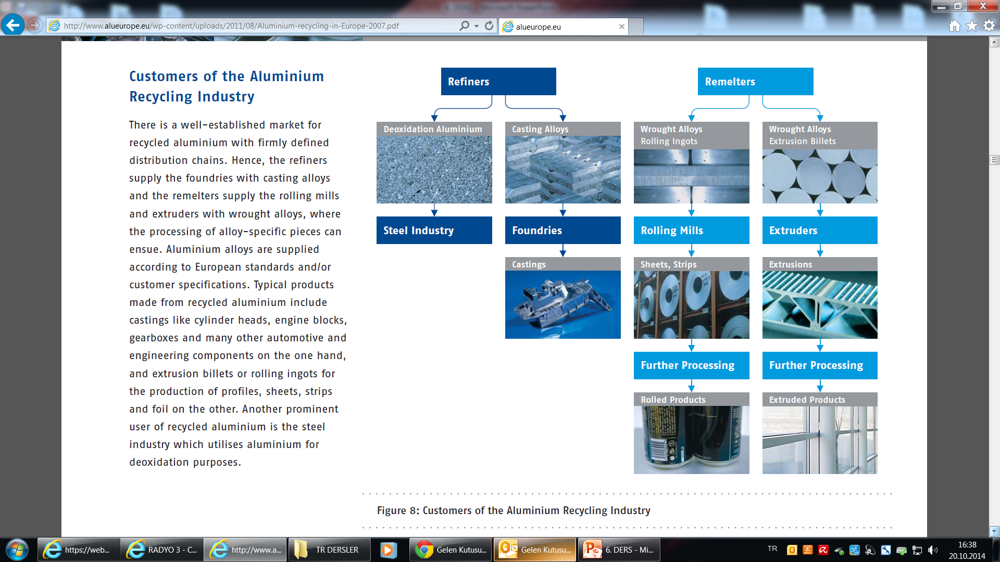 http://www.alueurope.eu/wp-content/uploads/2011/08/Aluminium-recycling-in-Europe-2007.pdf
alueurope.eu
Customers of the Aluminium
Recycling Industry
There is a well-established market for
recycled aluminium with firmly defined
distribution chains. Hence, the refiners
supply the foundries with casting alloys
and the remelters supply the rolling mills
and extruders with wrought alloys, where
the processing of alloy-specific pieces can
ensue. Aluminium alloys are supplied
according to European standards and/or
customer specifications. Typical products
made from recycled aluminium include
castings like cylinder heads, engine blocks,
gearboxes and many other automotive and
engineering components on the one hand,
and extrusion billets or rolling ingots for
the production of profiles, sheets, strips
and foil on the other. Another prominent
user of recycled aluminium is the steel
industry which utilises aluminium for
deoxidation purposes.
Refiners
Remelters
Deoxidation Aluminium
Casting Alloys
Wrought Alloys
Rolling Ingots
Wrought Alloys
Extrusion Billets
Steel Industry
Foundries
Rolling Mills
Extruders
Castings
Sheets, Strips
Extrusions
Further Processing
Further Processing
Rolled Products
Extruded Products
Figure 8: Customers of the Aluminium Recycling Industry
https://web...
RADYO 3 - C...
http://www.a...
TR DERSLER
Gelen Kutusu...
Gelen Kutusu...
6. DERS - Mi...
TR
16:38
20.10.2014